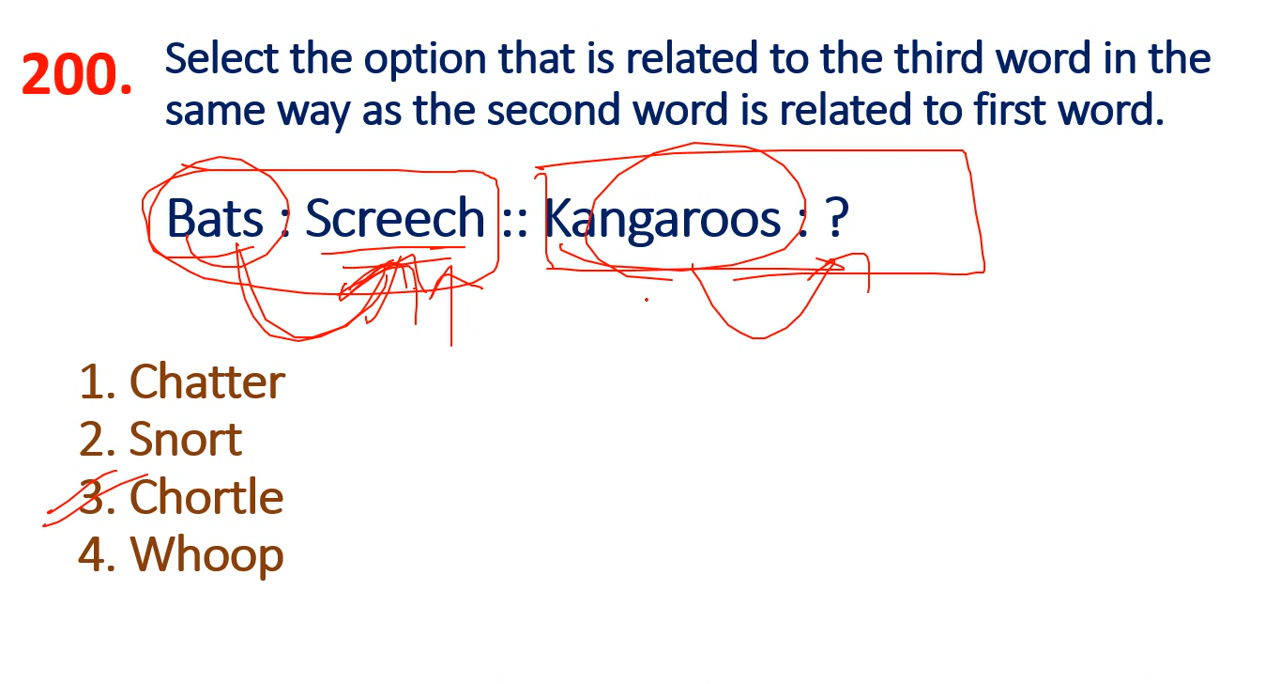 200. Select the option that is related to the third word in the
same way as the second word is related to first word.
Bats : Screech :: Kangaroos : ?
1. Chatter
2. Snort
3. Chortle
4. Whoop